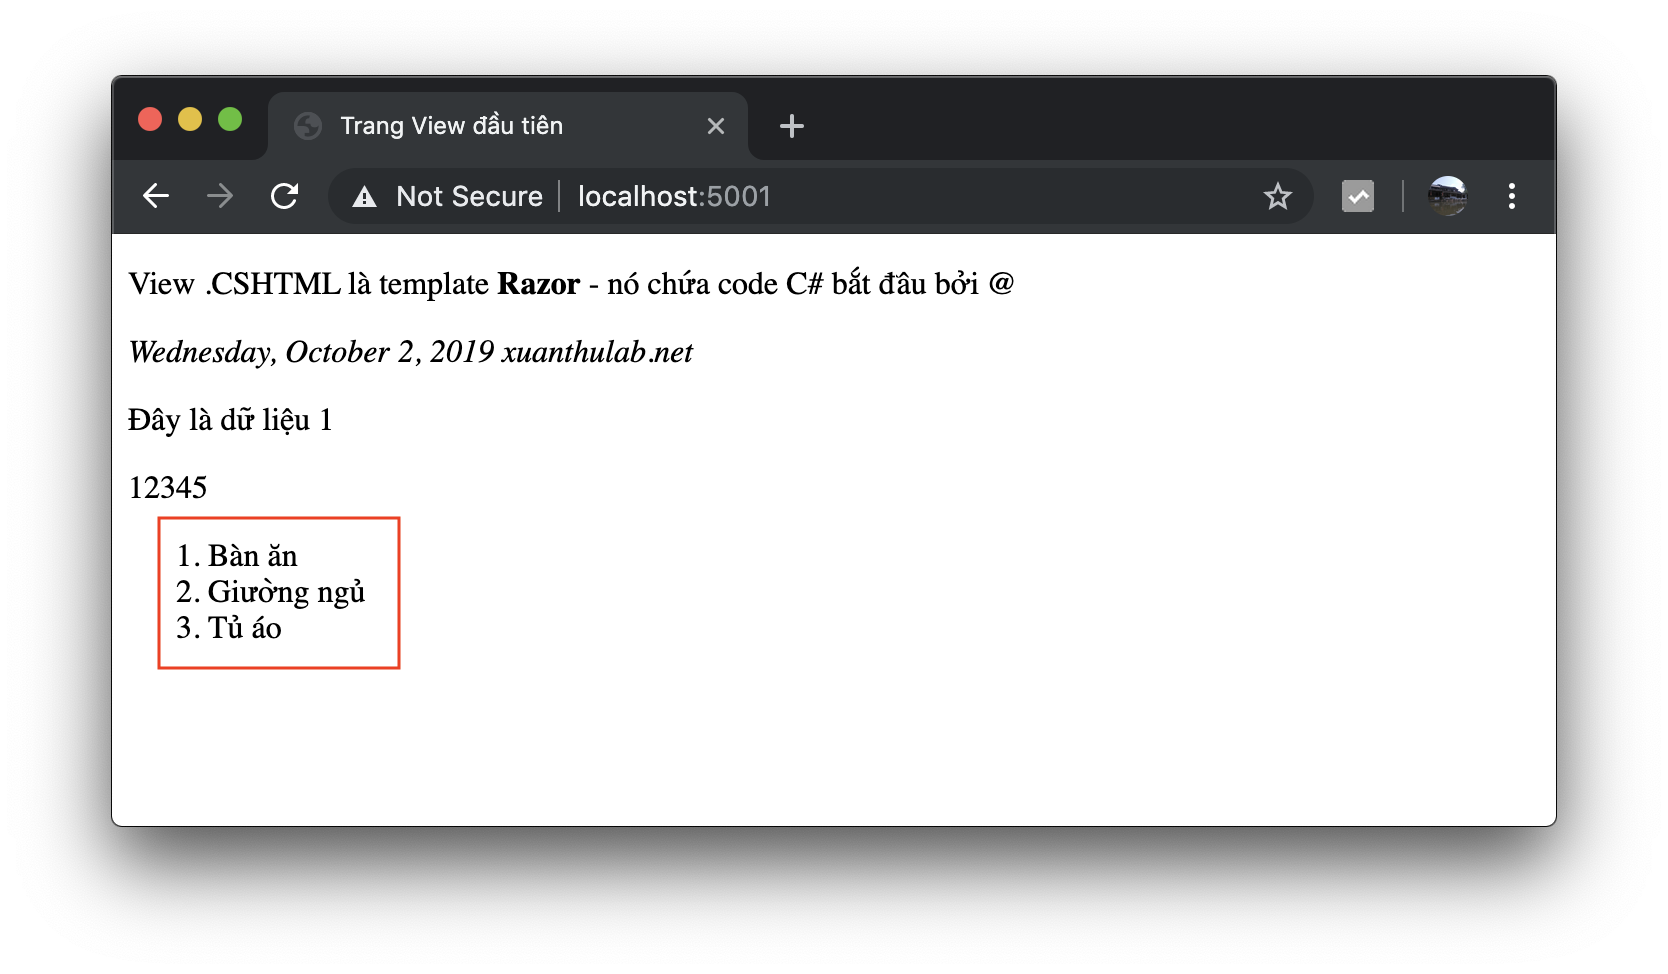 Trang View đầu tiên
Not Secure | localhost:5001
View .CSHTML là template Razor - nó chứa code C# bắt đầu bởi @
Wednesday, October 2, 2019 xuanthulab.net
Đây là dữ liệu 1
12345
1. Bàn ăn
2. Giường ngủ
3. Tủ áo